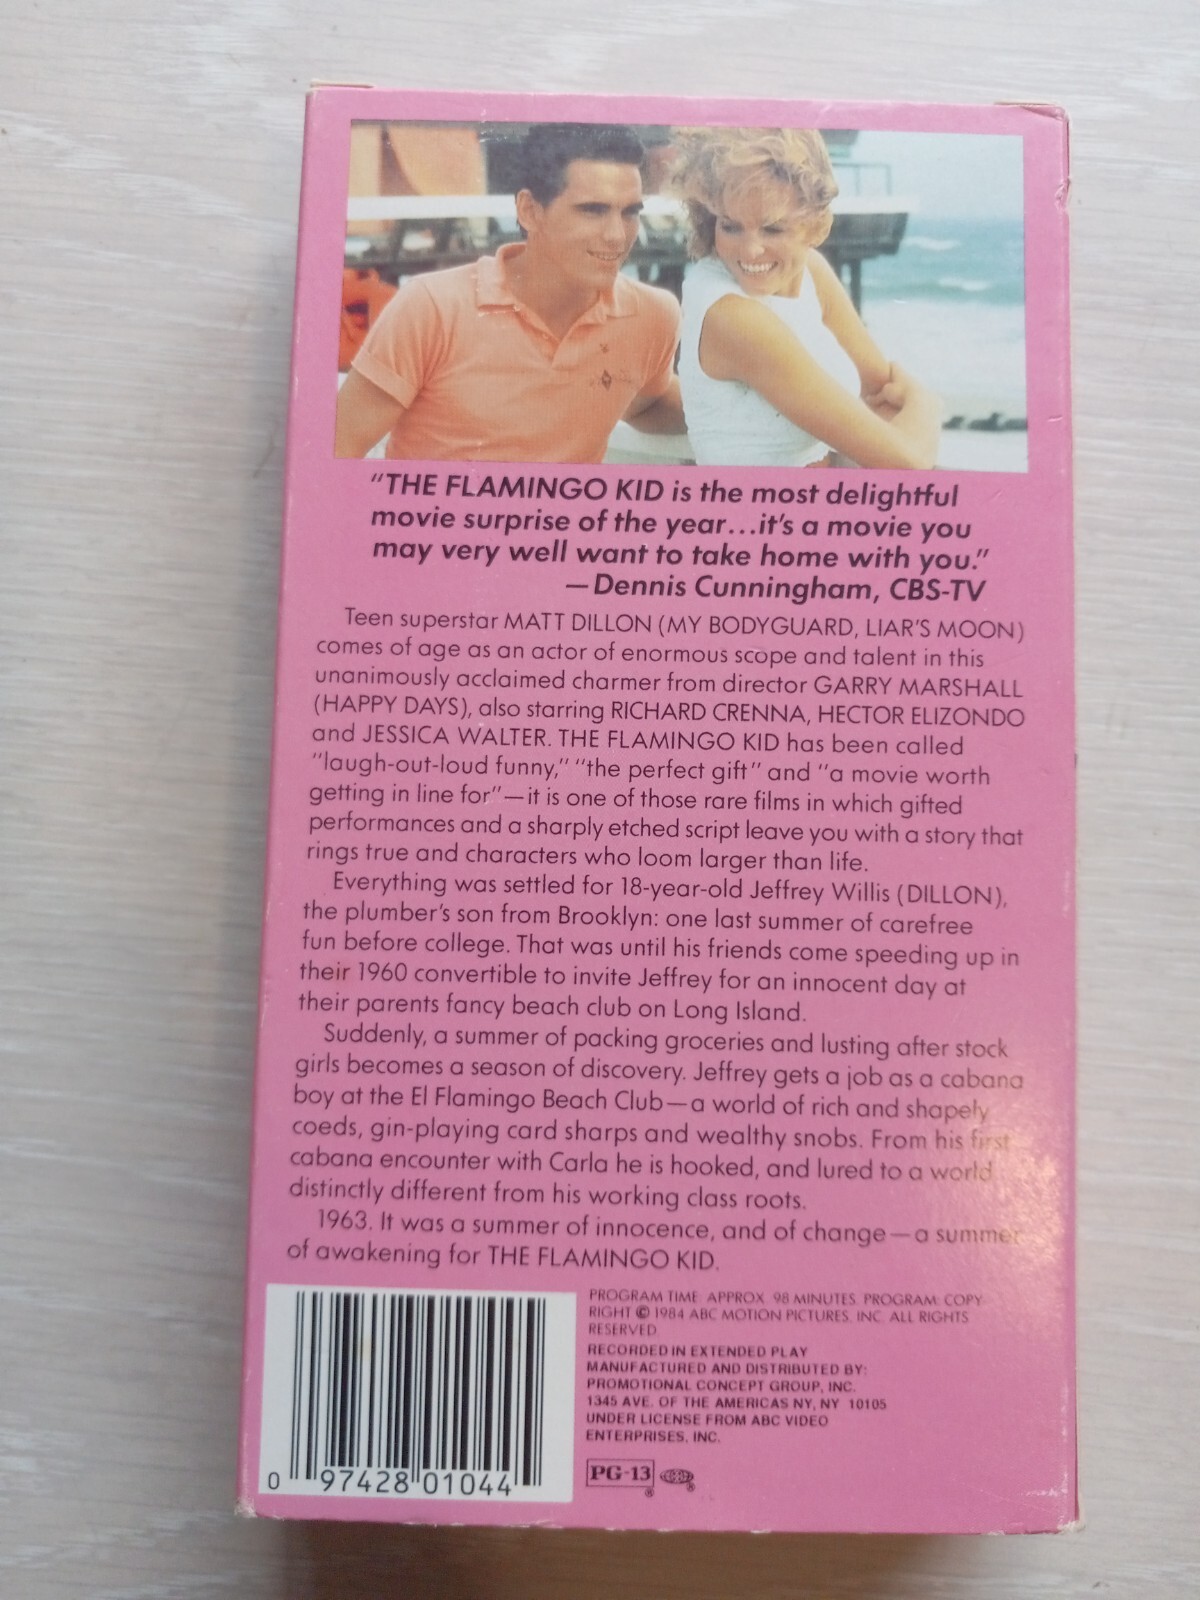 "THE FLAMINGO KID is the most delightful
movie surprise of the year...it's a movie you
may very well want to take home with you."
—Dennis Cunningham, CBS-TV
Teen superstar MATT DILLON (MY BODYGUARD, LIAR'S MOON)
comes of age as an actor of enormous scope and talent in this
unanimously acclaimed charmer from director GARRY MARSHALL
(HAPPY DAYS), also starring RICHARD CRENNA, HECTOR ELIZONDO
and JESSICA WALTER. THE FLAMINGO KID has been called
"laugh-out-loud funny," "the perfect gift" and "a movie worth
getting in line for"—it is one of those rare films in which gifted
performances and a sharply etched script leave you with a story that
rings true and characters who loom larger than life.
Everything was settled for 18-year-old Jeffrey Willis (DILLON),
the plumber's son from Brooklyn: one last summer of carefree
fun before college. That was until his friends come speeding up in
their 1960 convertible to invite Jeffrey for an innocent day at
their parents fancy beach club on Long Island.
Suddenly, a summer of packing groceries and lusting after stock
girls becomes a season of discovery. Jeffrey gets a job as a cabana
boy at the El Flamingo Beach Club—a world of rich and shapely
coeds, gin-playing card sharps and wealthy snobs. From his first
cabana encounter with Carla he is hooked, and lured to a world
distinctly different from his working class roots.
1963. It was a summer of innocence, and of change—a summer
of awakening for THE FLAMINGO KID.
PROGRAM TIME: APPROX. 98 MINUTES. PROGRAM: COPY
RIGHT © 1984 ABC MOTION PICTURES, INC. ALL RIGHTS
RESERVED.
RECORDED IN EXTENDED PLAY
MANUFACTURED AND DISTRIBUTED BY:
PROMOTIONAL CONCEPT GROUP, INC.
1345 AVE. OF THE AMERICAS NY, NY 10105
UNDER LICENSE FROM ABC VIDEO
ENTERPRISES, INC.
PG-13 ®
®
0 97428 01044